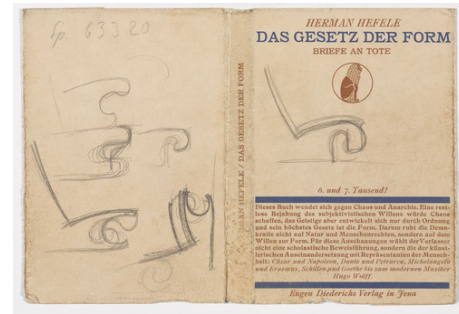 Sp. 63320
HERMAN HEFELE / DAS GESETZ DER FORM
HERMAN HEFELE
DAS GESETZ DER FORM
BRIEFE AN TOTE
6. und 7. Tausend!
Dieses Buch wendet sich gegen Chaos und Anarchie. Eine rest-
lose Bejahung des subjektivistischen Willens würde Chaos
schaffen, das Geistige aber entwickelt sich nur durch Ordnung
und sein höchstes Gesetz ist die Form. Darum ruht die Demo-
kratie nicht auf Natur und Menschenrechten, sondern auf dem
Willen zur Form. Für diese Anschauungen wählt der Verfasser
nicht eine scholastische Beweisführung, sondern die der künst-
lerischen Auseinandersetzung mit Repräsentanten der Mensch-
heit: Cäsar und Napoleon, Dante und Petrarca, Michelangelo
und Erasmus, Schiller und Goethe bis zum modernen Musiker
Hugo Wolff
Eugen Diederichs Verlag in Jena